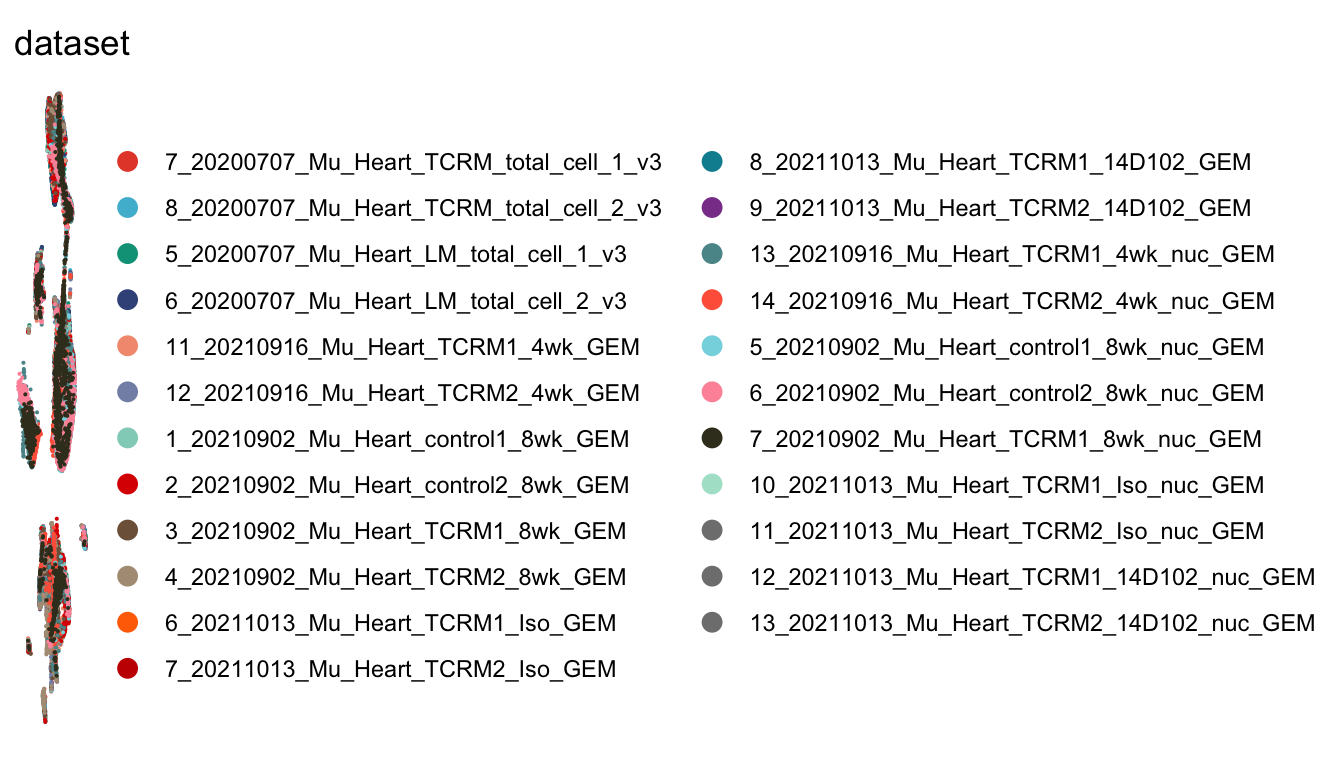 dataset
7_20200707_Mu_Heart_TCRM_total_cell_1_v3
8_20200707_Mu_Heart_TCRM_total_cell_2_v3
5_20200707_Mu_Heart_LM_total_cell_1_v3
6_20200707_Mu_Heart_LM_total_cell_2_v3
11_20210916_Mu_Heart_TCRM1_4wk_GEM
12_20210916_Mu_Heart_TCRM2_4wk_GEM
1_20210902_Mu_Heart_control1_8wk_GEM
2_20210902_Mu_Heart_control2_8wk_GEM
3_20210902_Mu_Heart_TCRM1_8wk_GEM
4_20210902_Mu_Heart_TCRM2_8wk_GEM
6_20211013_Mu_Heart_TCRM1_Iso_GEM
7_20211013_Mu_Heart_TCRM2_Iso_GEM
8_20211013_Mu_Heart_TCRM1_14D102_GEM
9_20211013_Mu_Heart_TCRM2_14D102_GEM
13_20210916_Mu_Heart_TCRM1_4wk_nuc_GEM
14_20210916_Mu_Heart_TCRM2_4wk_nuc_GEM
5_20210902_Mu_Heart_control1_8wk_nuc_GEM
6_20210902_Mu_Heart_control2_8wk_nuc_GEM
7_20210902_Mu_Heart_TCRM1_8wk_nuc_GEM
10_20211013_Mu_Heart_TCRM1_Iso_nuc_GEM
11_20211013_Mu_Heart_TCRM2_Iso_nuc_GEM
12_20211013_Mu_Heart_TCRM1_14D102_nuc_GEM
13_20211013_Mu_Heart_TCRM2_14D102_nuc_GEM